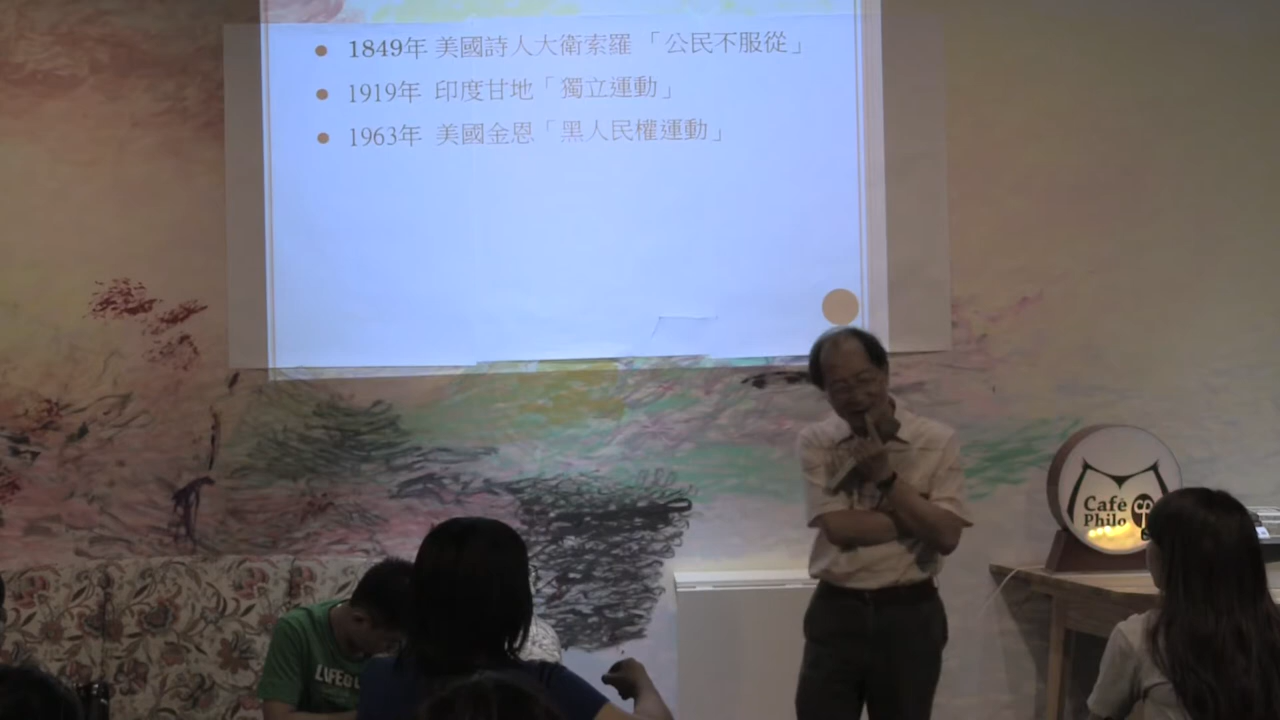 1849年 美國詩人大衛索羅「公民不服從」
1919年 印度甘地「獨立運動」
1963年 美國金恩「黑人民權運動」
Cafè
Philo